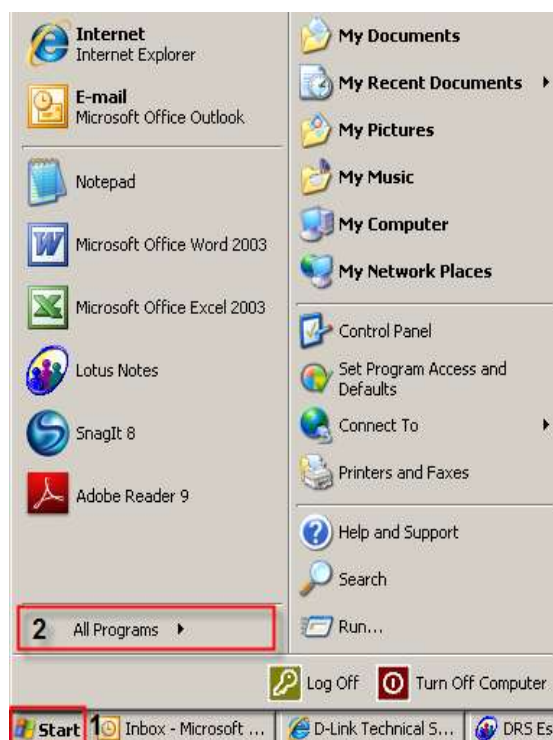 Internet
Internet Explorer
E-mail
Microsoft Office Outlook
Notepad
Microsoft Office Word 2003
Microsoft Office Excel 2003
Lotus Notes
SnagIt 8
Adobe Reader 9
2 All Programs
My Documents
My Recent Documents
My Pictures
My Music
My Computer
My Network Places
Control Panel
Set Program Access and
Defaults
Connect To
Printers and Faxes
Help and Support
Search
Run...
Log Off
Turn Off Computer
Start 1
Inbox - Microsoft ...
D-Link Technical S...
DRS Es